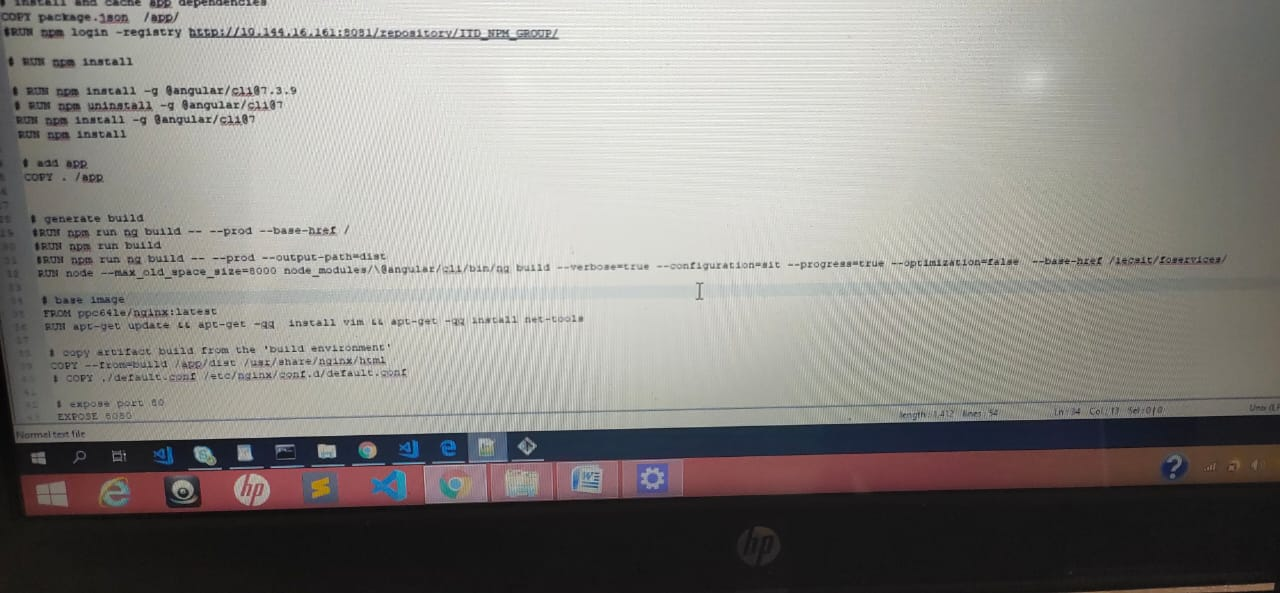 # install and cache app dependencies
COPY package.json /app/
#RUN npm login -registry http://10.144.16.161:8081/repository/ITD_NPM_GROUP/
# RUN npm install
# RUN npm install -g @angular/cli@7.3.9
# RUN npm uninstall -g @angular/cli@7
RUN npm install -g @angular/cli@7
RUN npm install
# add app
COPY . /app
# generate build
#RUN npm run ng build -- --prod --base-href /
#RUN npm run build
#RUN npm run ng build -- --prod --output-path=dist
RUN node --max_old_space_size=8000 node_modules/\@angular/cli/bin/ng build --verbose=true --configuration=sit --progress=true --optimization=false --base-href /iecsit/foservices/
# base image
FROM ppc64le/nginx:latest
RUN apt-get update && apt-get -qq install vim && apt-get -qq install net-tools
# copy artifact build from the 'build environment'
COPY --from=build /app/dist /usr/share/nginx/html
# COPY ./default.conf /etc/nginx/conf.d/default.conf
# expose port 80
EXPOSE 8080
Normal text file
length : 1,412 lines : 54
Ln : 34 Col : 13 Sel : 0 | 0
hp
hp